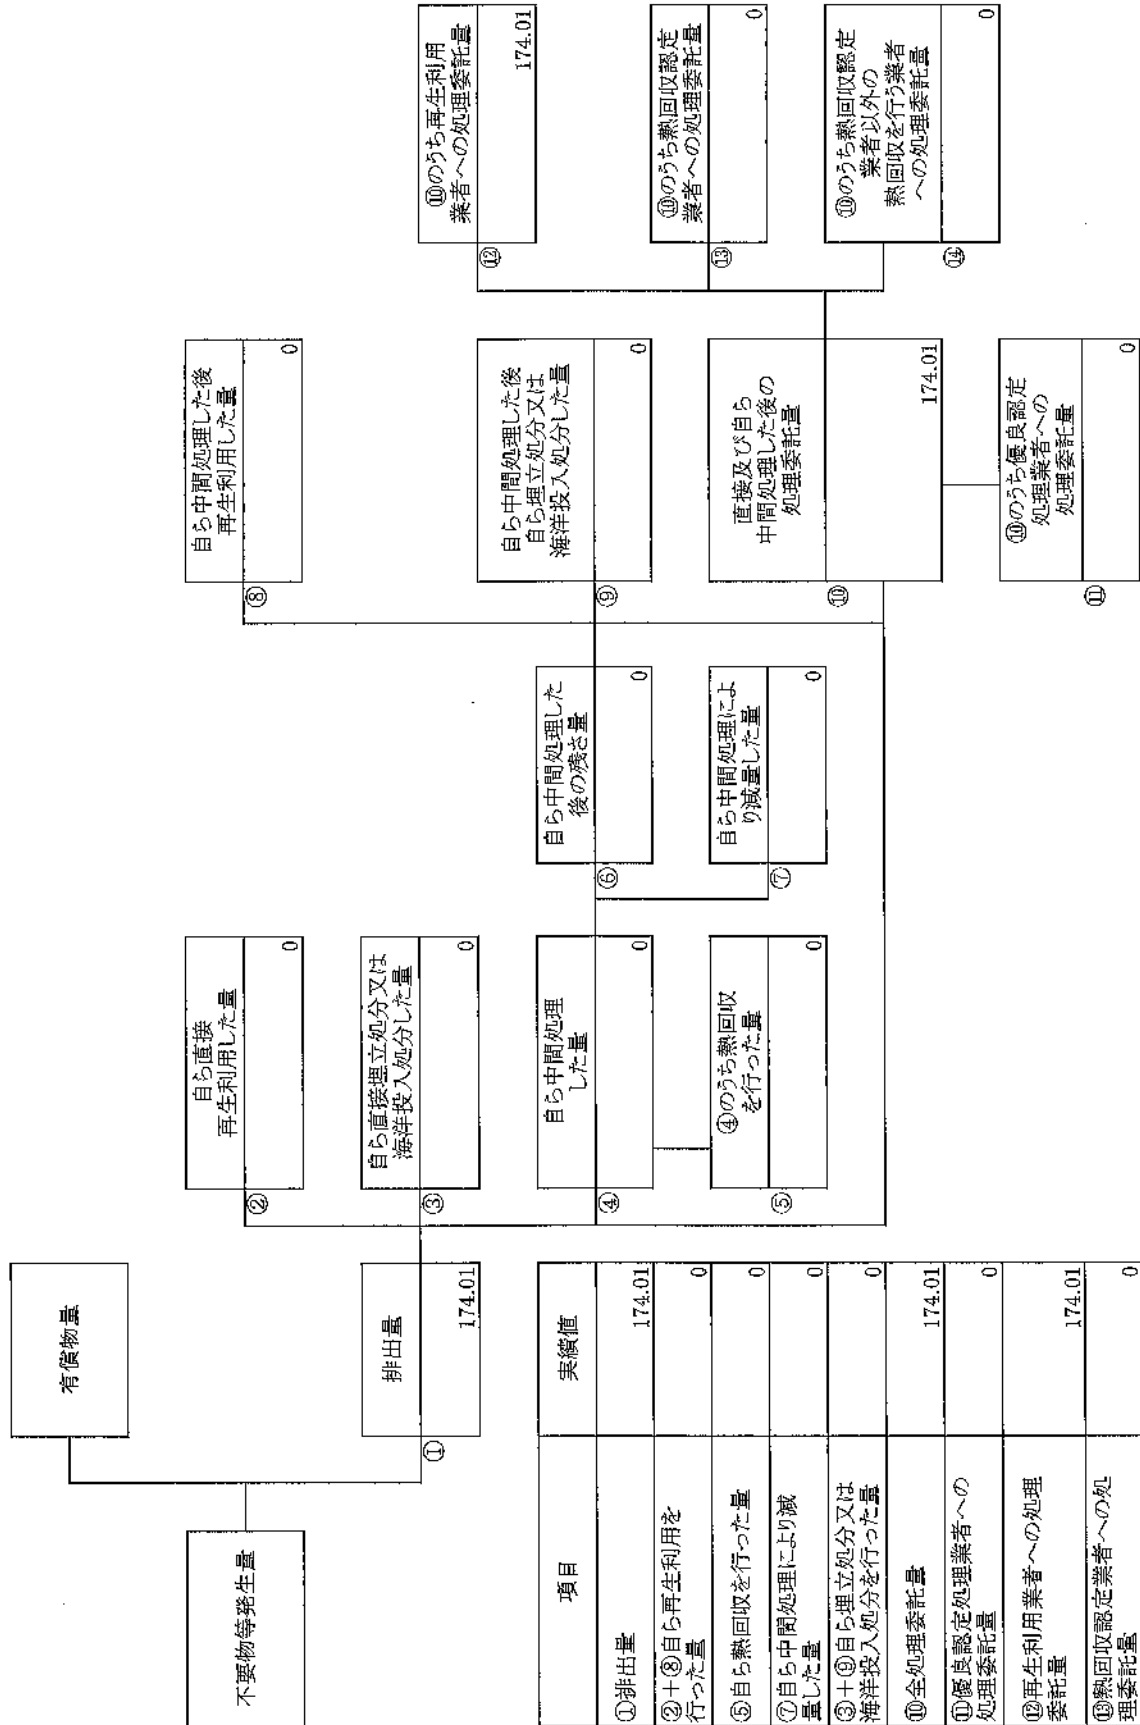 不要物等発生量
有償物量
排出量
①
174.01
自ら直接
再生利用した量
②
0
自ら直接埋立処分又は
海洋投入処分した量
③
0
自ら中間処理
した量
④
0
④のうち熱回収
を行った量
⑤
0
自ら中間処理した
後の残さ量
⑥
0
自ら中間処理によ
り減量した量
⑦
0
自ら中間処理した後
再生利用した量
⑧
0
自ら中間処理した後
自ら埋立処分又は
海洋投入処分した量
⑨
0
直接及び自ら
中間処理した後の
処理委託量
⑩
174.01
⑩のうち優良認定
処理業者への
処理委託量
⑪
0
⑩のうち再生利用
業者への処理委託量
⑫
174.01
⑩のうち熱回収認定
業者への処理委託量
⑬
0
⑩のうち熱回収認定
業者以外の
熱回収を行う業者
への処理委託量
⑭
0
項目
実績値
①排出量
174.01
②＋⑧自ら再生利用を
行った量
0
⑤自ら熱回収を行った量
0
⑦自ら中間処理により減
量した量
0
③＋⑨自ら埋立処分又は
海洋投入処分を行った量
0
⑩全処理委託量
174.01
⑪優良認定処理業者への
処理委託量
0
⑫再生利用業者への処理
委託量
174.01
⑬熱回収認定業者への処
理委託量
0